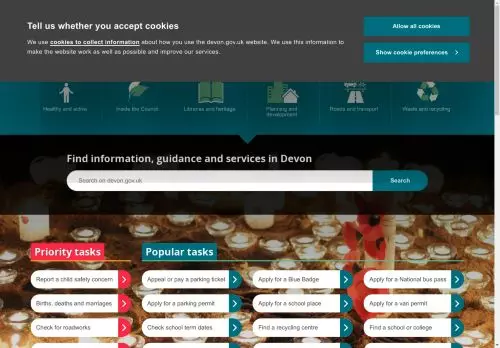 Tell us whether you accept cookies
We use cookies to collect information about how you use the devon.gov.uk website. We use this information to
make the website work as well as possible and improve our services.
Allow all cookies
Show cookie preferences
Healthy and active
Inside the Council
Libraries and heritage
Planning and
development
Roads and transport
Waste and recycling
Find information, guidance and services in Devon
Search on devon.gov.uk
Search
Priority tasks
Popular tasks
Report a child safety concern
Appeal or pay a parking ticket
Apply for a Blue Badge
Apply for a National bus pass
Births, deaths and marriages
Apply for a parking permit
Apply for a school place
Apply for a van permit
Check for roadworks
Check school term dates
Find a recycling centre
Find a school or college